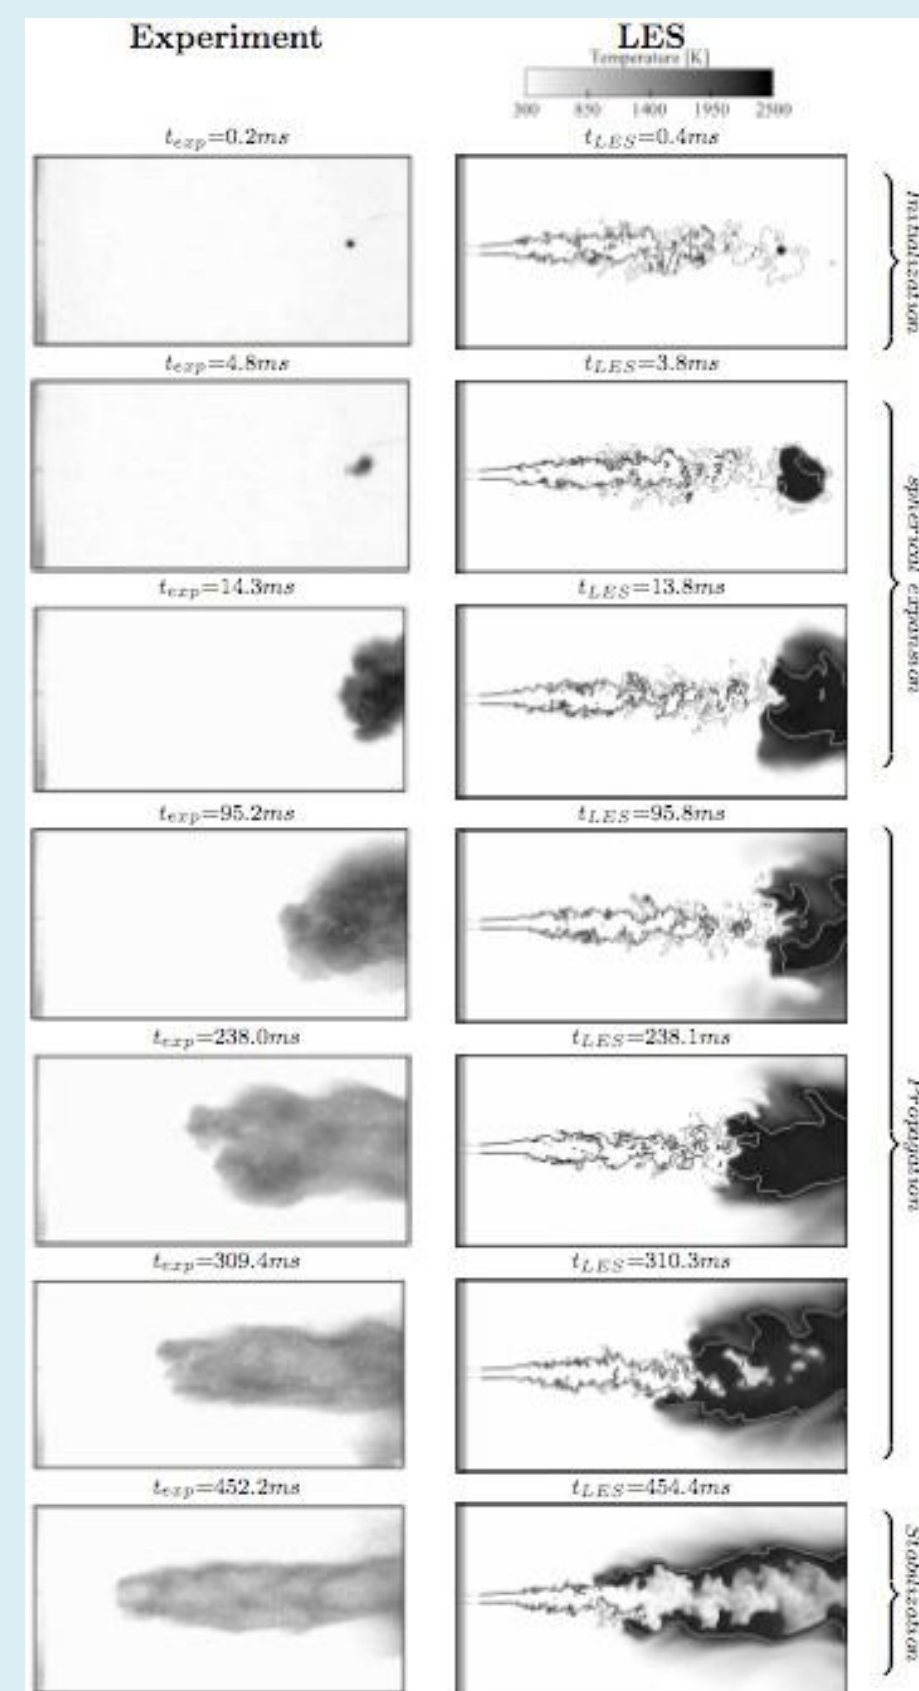 Experiment
LES
Temperature [K]
300 850 1400 1950 2500
t_exp=0.2ms
t_LES=0.4ms
Initialization
t_exp=4.8ms
t_LES=3.8ms
spherical expansion
t_exp=14.3ms
t_LES=13.8ms
t_exp=95.2ms
t_LES=95.8ms
Propagation
t_exp=238.0ms
t_LES=238.1ms
t_exp=309.4ms
t_LES=310.3ms
t_exp=452.2ms
t_LES=454.4ms
Stabilization